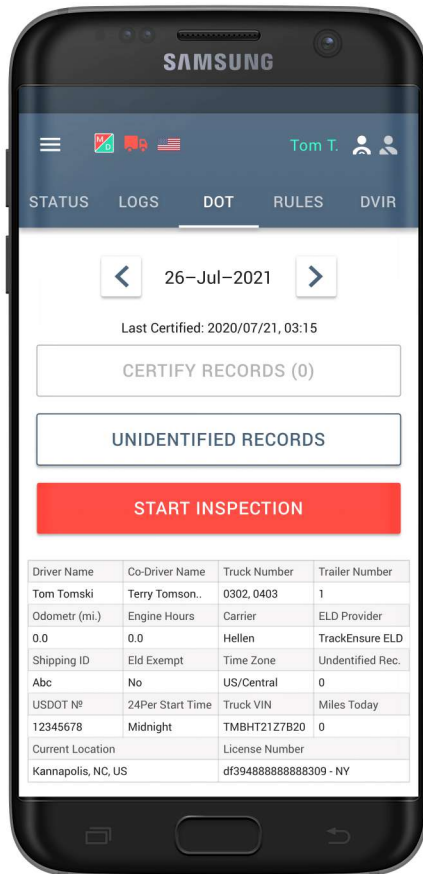 SAMSUNG
M/D
Tom T.
STATUS LOGS DOT RULES DVIR
26-Jul-2021
Last Certified: 2020/07/21, 03:15
CERTIFY RECORDS (0)
UNIDENTIFIED RECORDS
START INSPECTION
Driver Name Co-Driver Name Truck Number Trailer Number
Tom Tomski Terry Tomson.. 0302, 0403 1
Odometr (mi.) Engine Hours Carrier ELD Provider
0.0 0.0 Hellen TrackEnsure ELD
Shipping ID Eld Exempt Time Zone Undentified Rec.
Abc No US/Central 0
USDOT Nº 24Per Start Time Truck VIN Miles Today
12345678 Midnight TMBHT21Z7B20 0
Current Location License Number
Kannapolis, NC, US df394888888888309 - NY